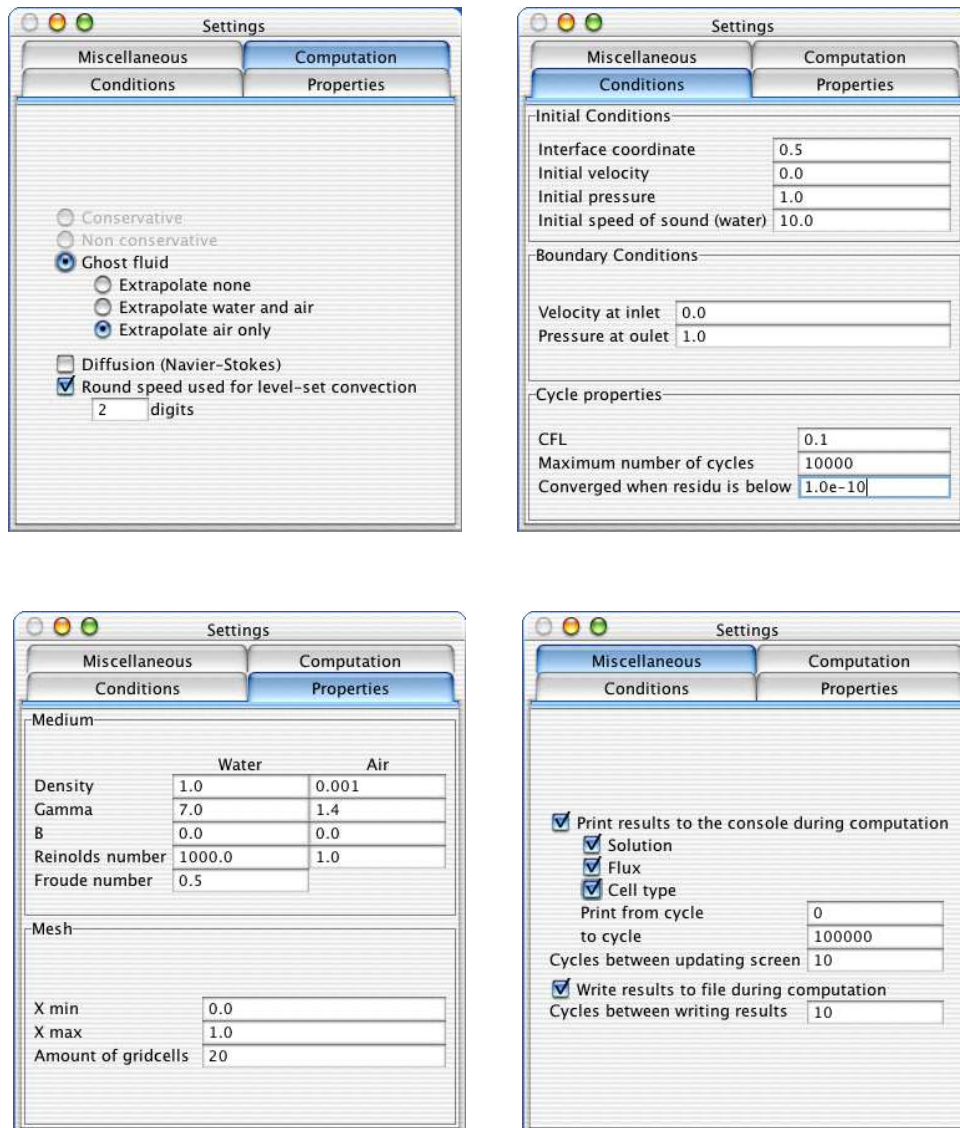 Settings
Miscellaneous Computation
Conditions Properties
Conservative
Non conservative
Ghost fluid
Extrapolate none
Extrapolate water and air
Extrapolate air only
Diffusion (Navier-Stokes)
Round speed used for level-set convection
2 digits
Settings
Miscellaneous Computation
Conditions Properties
Initial Conditions
Interface coordinate 0.5
Initial velocity 0.0
Initial pressure 1.0
Initial speed of sound (water) 10.0
Boundary Conditions
Velocity at inlet 0.0
Pressure at oulet 1.0
Cycle properties
CFL 0.1
Maximum number of cycles 10000
Converged when residu is below 1.0e-10
Settings
Miscellaneous Computation
Conditions Properties
Medium
Water Air
Density 1.0 0.001
Gamma 7.0 1.4
B 0.0 0.0
Reinolds number 1000.0 1.0
Froude number 0.5
Mesh
X min 0.0
X max 1.0
Amount of gridcells 20
Settings
Miscellaneous Computation
Conditions Properties
Print results to the console during computation
Solution
Flux
Cell type
Print from cycle 0
to cycle 100000
Cycles between updating screen 10
Write results to file during computation
Cycles between writing results 10